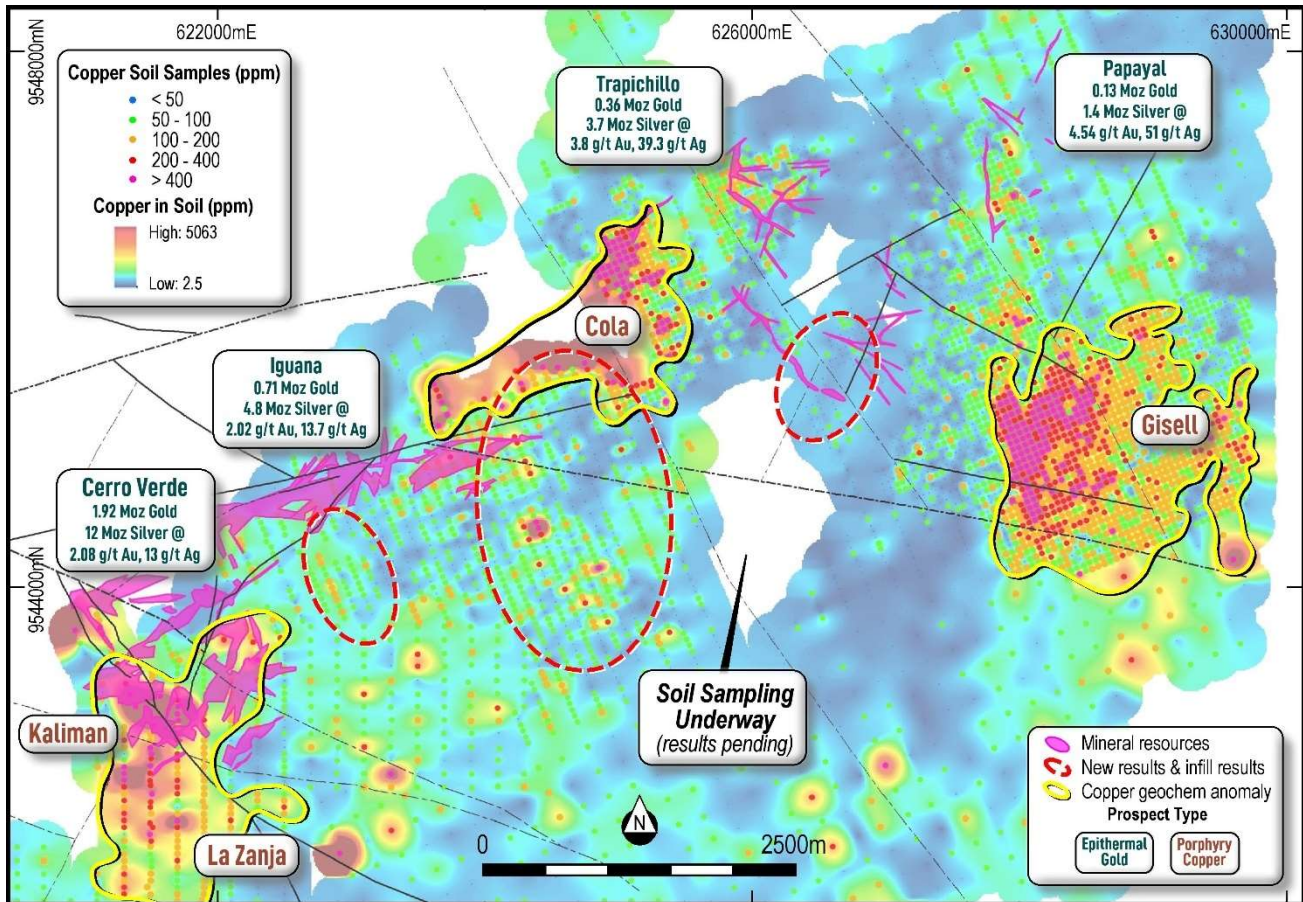 622000mE
626000mE
630000mE
9548000mN
9544000mN
Copper Soil Samples (ppm)
< 50
50 - 100
100 - 200
200 - 400
> 400
Copper in Soil (ppm)
High: 5063
Low: 2.5
Trapichillo
0.36 Moz Gold
3.7 Moz Silver @
3.8 g/t Au, 39.3 g/t Ag
Papayal
0.13 Moz Gold
1.4 Moz Silver @
4.54 g/t Au, 51 g/t Ag
Cola
Iguana
0.71 Moz Gold
4.8 Moz Silver @
2.02 g/t Au, 13.7 g/t Ag
Gisell
Cerro Verde
1.92 Moz Gold
12 Moz Silver @
2.08 g/t Au, 13 g/t Ag
Kaliman
La Zanja
Soil Sampling
Underway
(results pending)
N
0
2500m
Mineral resources
New results & infill results
Copper geochem anomaly
Prospect Type
Epithermal
Gold
Porphyry
Copper